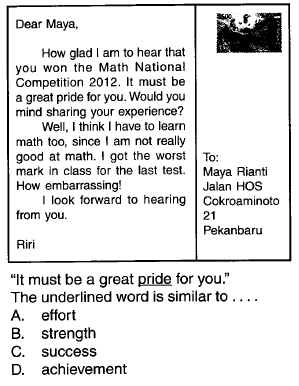 Dear Maya,
How glad I am to hear that
you won the Math National
Competition 2012. It must be
a great pride for you. Would you
mind sharing your experience?
Well, I think I have to learn
math too, since I am not really
good at math. I got the worst
mark in class for the last test.
How embarrassing!
I look forward to hearing
from you.
Riri
To:
Maya Rianti
Jalan HOS
Cokroaminoto
21
Pekanbaru
“It must be a great pride for you.”
The underlined word is similar to . . . .
A. effort
B. strength
C. success
D. achievement